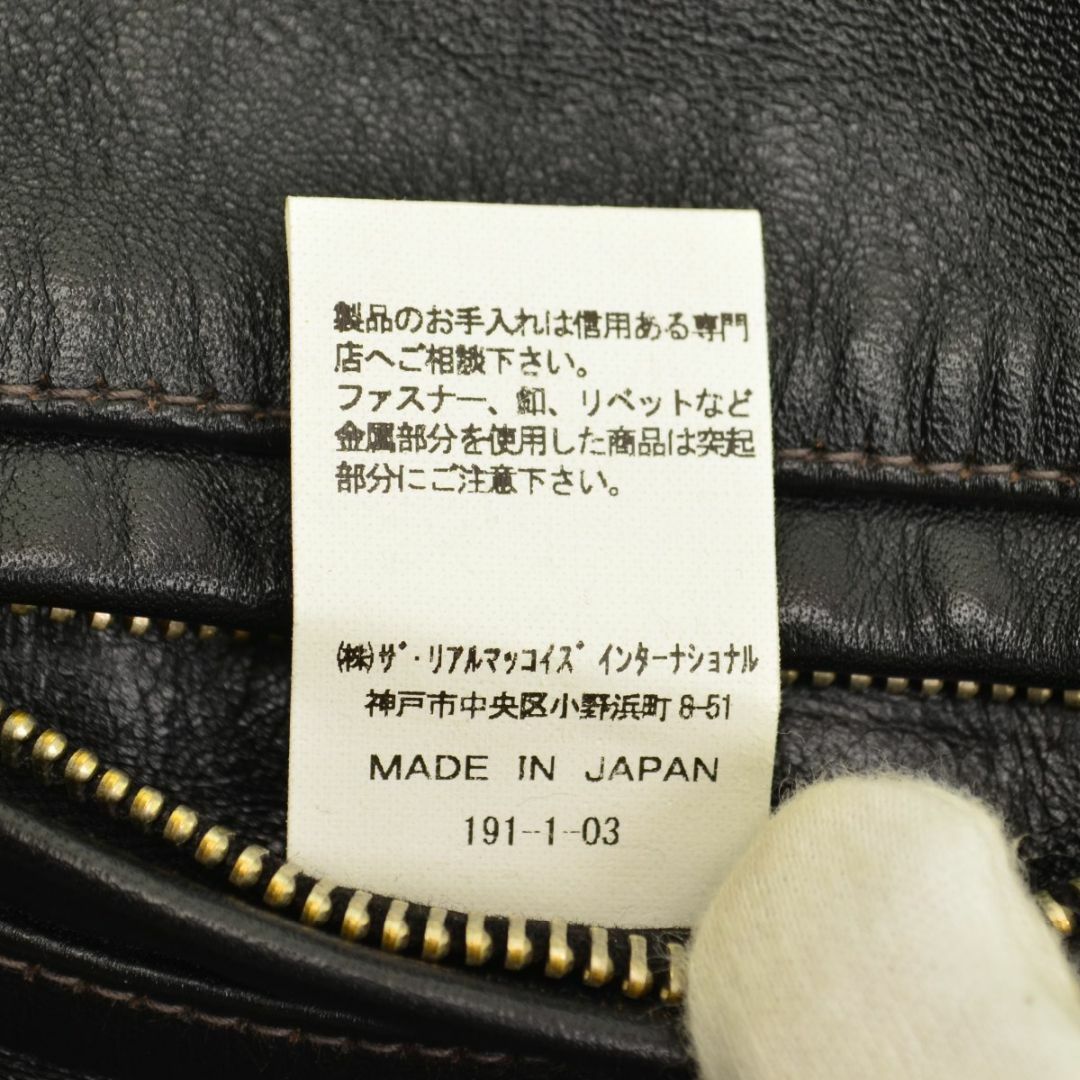 製品のお手入れは信用ある専門
店へご相談下さい。
ファスナー、釦、リベットなど
金属部分を使用した商品は突起
部分にご注意下さい。
㈱ｻﾞ･ﾘｱﾙﾏｯｺｲｽﾞ ｲﾝﾀｰﾅｼｮﾅﾙ
神戸市中央区小野浜町 8-51
MADE IN JAPAN
191-1-03